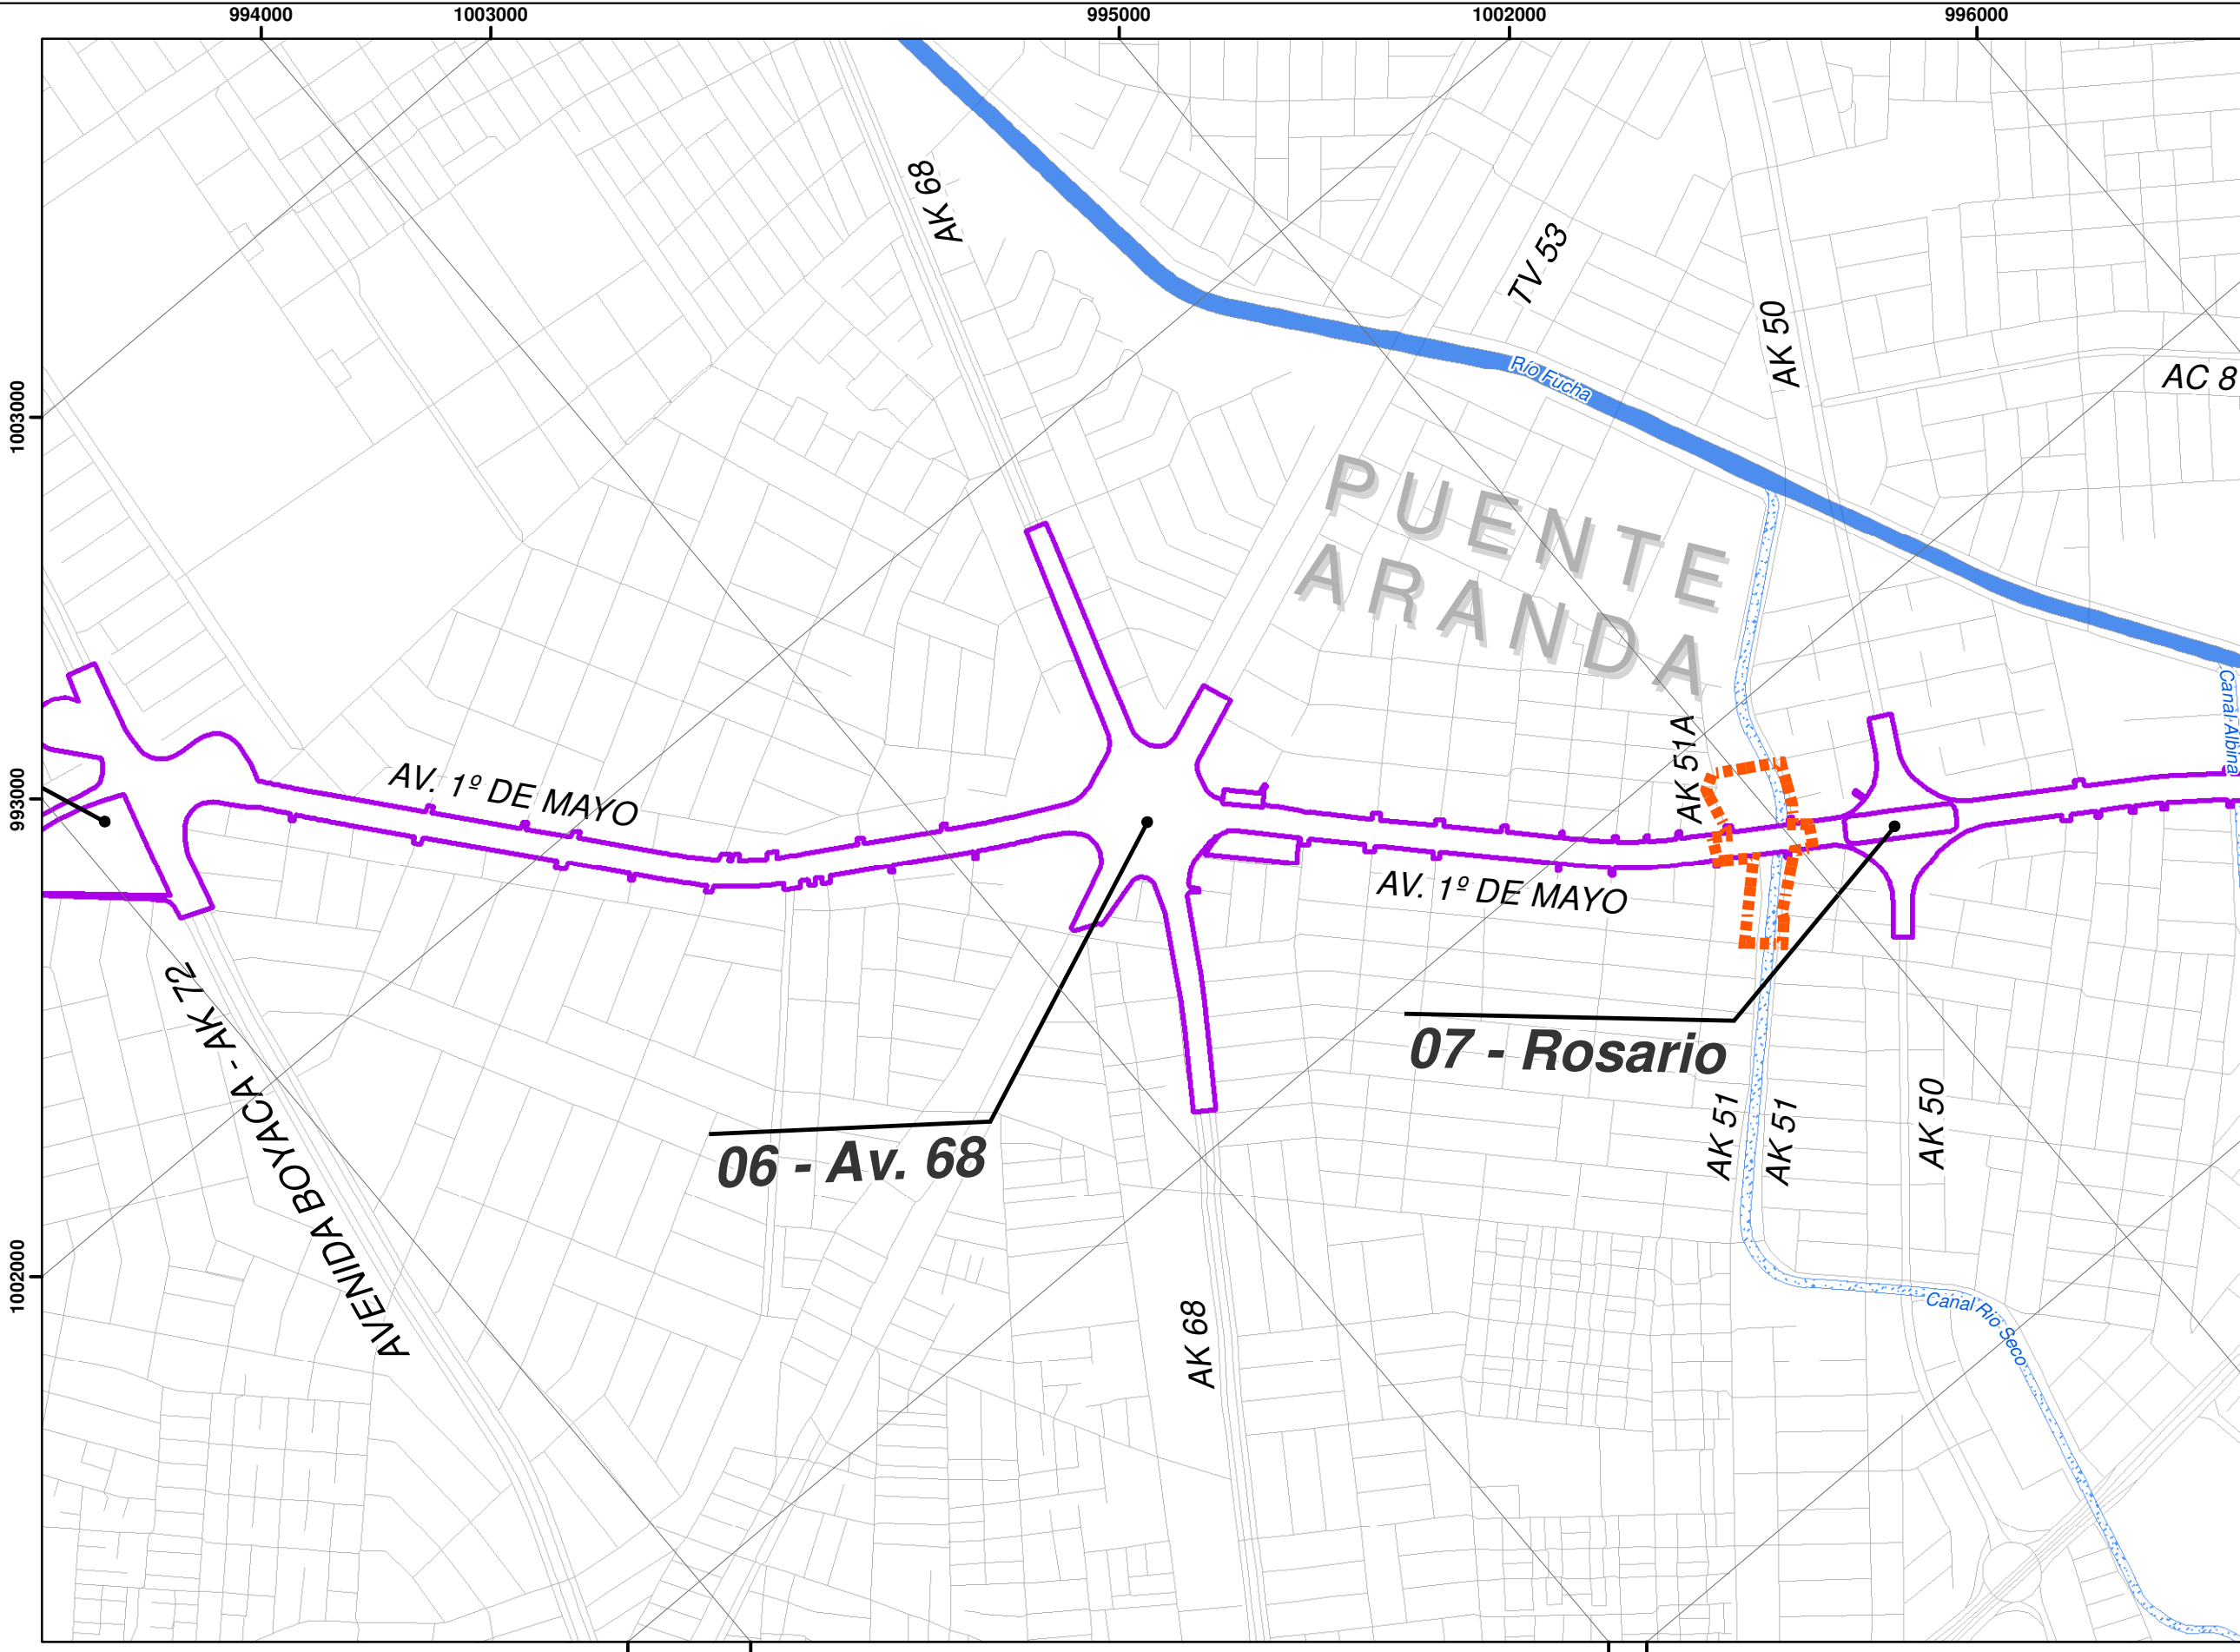 994000
1003000
995000
1002000
996000
AK 68
TV 53
AK 50
Río Fucha
AC 8
1003000
PUENTE
ARANDA
Canal Albina
AK 51A
993000
AV. 1º DE MAYO
AV. 1º DE MAYO
AVENIDA BOYACA - AK 72
07 - Rosario
06 - Av. 68
AK 51
AK 51
AK 50
1002000
Canal Rio Seco
AK 68